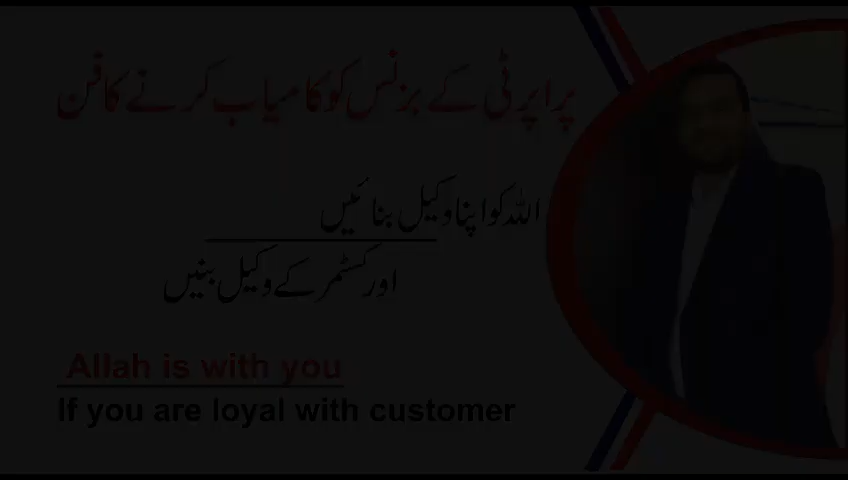 پراپرٹی کے بزنس کو کامیاب کرنے کا فن
اللہ کو اپنا وکیل بنائیں
اور کسٹمر کے وکیل بنیں
Allah is with you
If you are loyal with customer